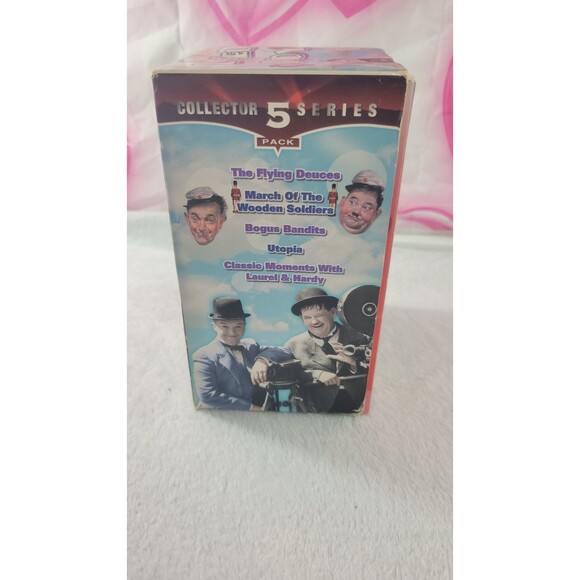 COLLECTOR 5 SERIES
PACK
The Flying Deuces
March Of The
Wooden Soldiers
Bogus Bandits
Utopia
Classic Moments With
Laurel & Hardy